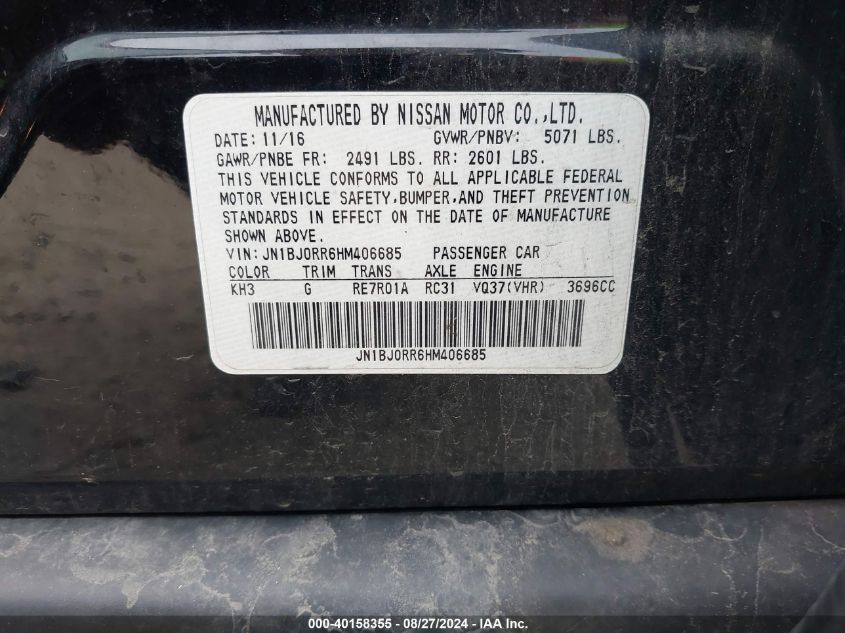 MANUFACTURED BY NISSAN MOTOR CO.,LTD.
DATE: 11/16 GVWR/PNBV: 5071 LBS.
GAWR/PNBE FR: 2491 LBS. RR: 2601 LBS.
THIS VEHICLE CONFORMS TO ALL APPLICABLE FEDERAL
MOTOR VEHICLE SAFETY,BUMPER,AND THEFT PREVENTION
STANDARDS IN EFFECT ON THE DATE OF MANUFACTURE
SHOWN ABOVE.
VIN:JN1BJ0RR6HM406685 PASSENGER CAR
COLOR TRIM TRANS AXLE ENGINE
KH3 G RE7R01A RC31 VQ37(VHR) 3696CC
JN1BJ0RR6HM406685
000-40158355 - 08/27/2024 - WWW.IAAI.COM